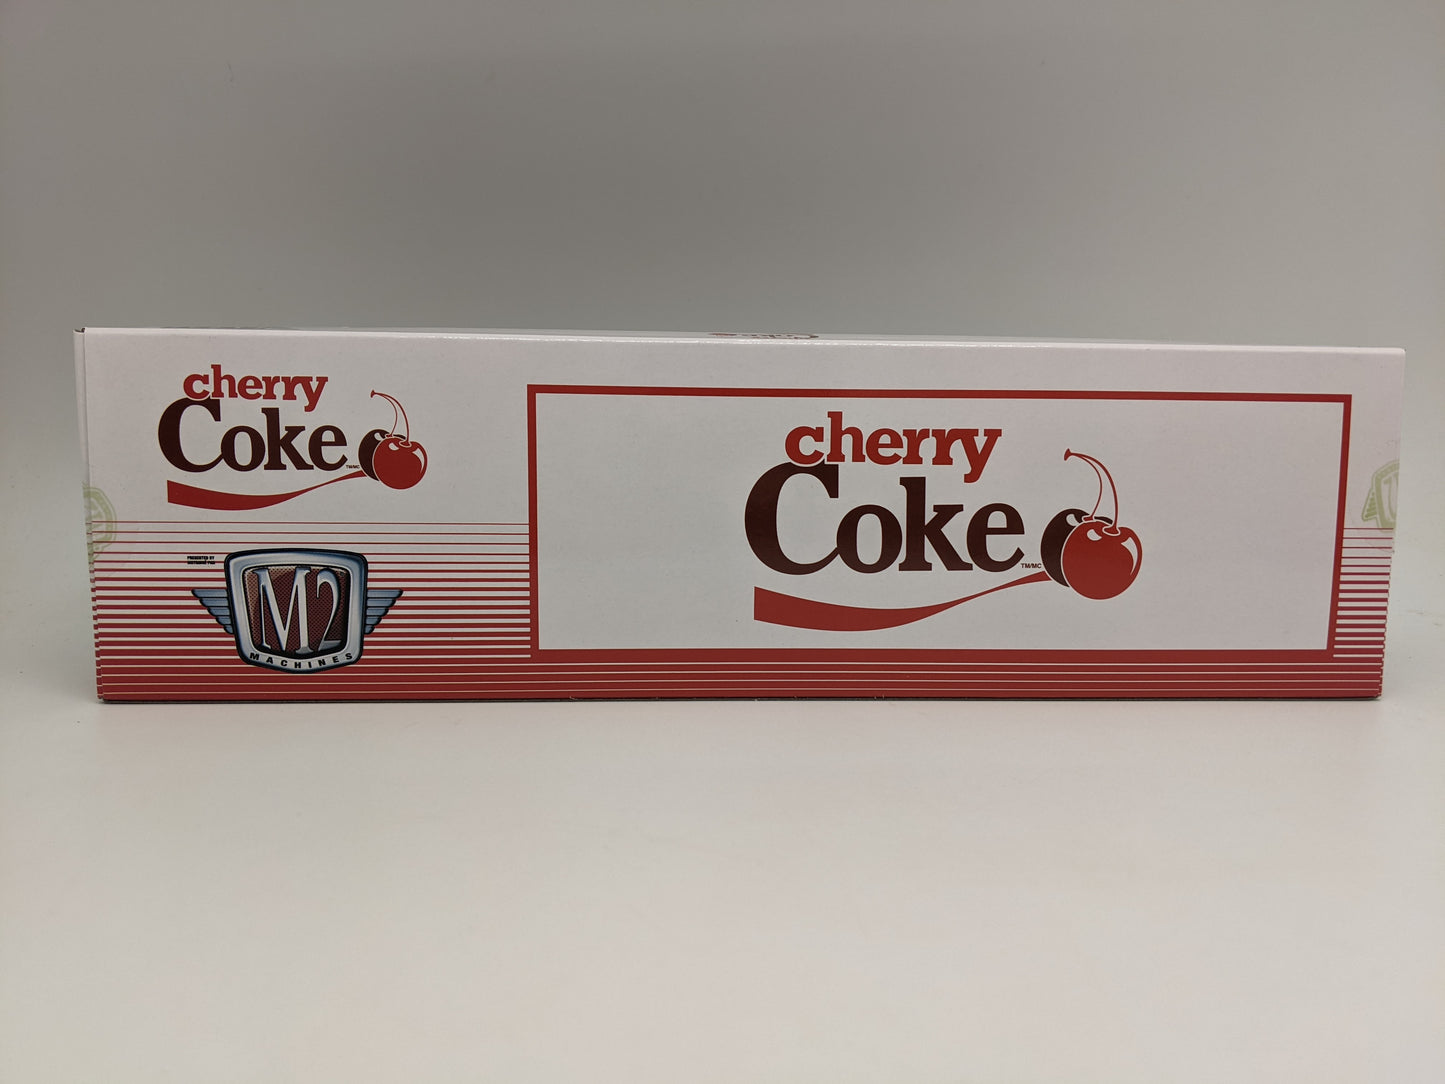 cherry
Coke
TM/MC
PRESENTED BY
M2
MACHINES
cherry
Coke
TM/MC